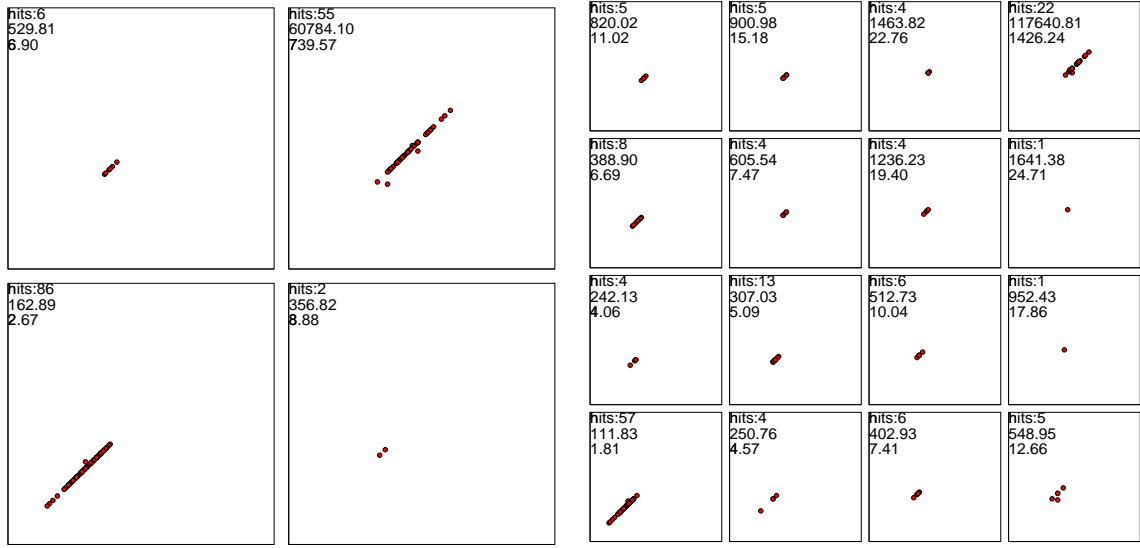 hits:6
529.81
6.90
hits:55
60784.10
739.57
hits:86
162.89
2.67
hits:2
356.82
8.88
hits:5
820.02
11.02
hits:5
900.98
15.18
hits:4
1463.82
22.76
hits:22
117640.81
1426.24
hits:8
388.90
6.69
hits:4
605.54
7.47
hits:4
1236.23
19.40
hits:1
1641.38
24.71
hits:4
242.13
4.06
hits:13
307.03
5.09
hits:6
512.73
10.04
hits:1
952.43
17.86
hits:57
111.83
1.81
hits:4
250.76
4.57
hits:6
402.93
7.41
hits:5
548.95
12.66